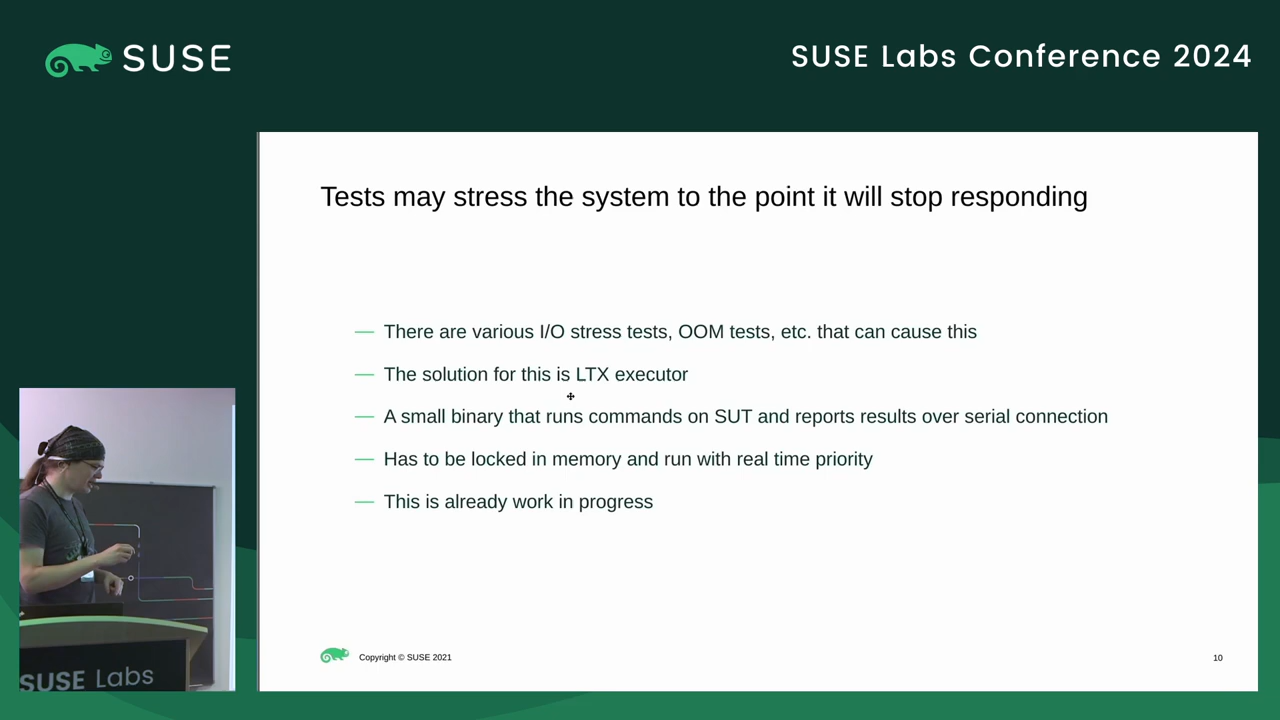 SUSE
SUSE Labs Conference 2024
Tests may stress the system to the point it will stop responding
— There are various I/O stress tests, OOM tests, etc. that can cause this
— The solution for this is LTX executor
— A small binary that runs commands on SUT and reports results over serial connection
— Has to be locked in memory and run with real time priority
— This is already work in progress
Copyright © SUSE 2021
10
SUSE Labs